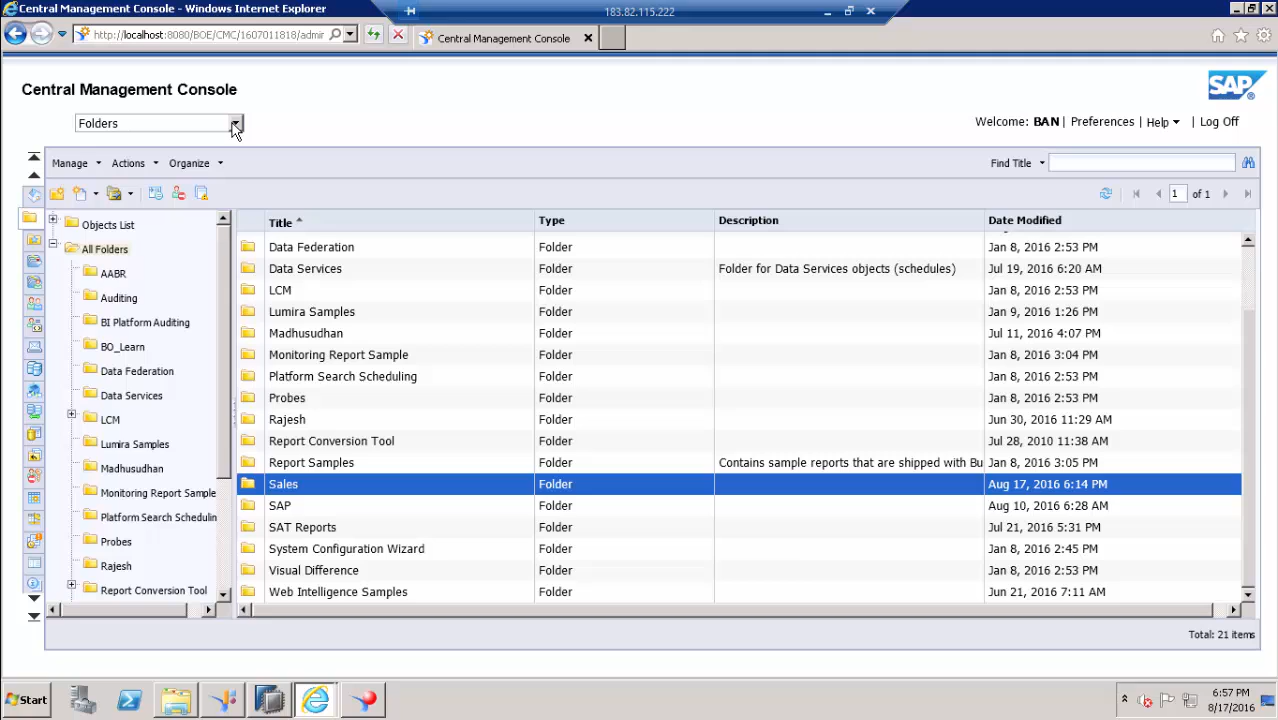 Central Management Console - Windows Internet Explorer
183.82.115.222
http://localhost:8080/BOE/CMC/1607011818/admir
Central Management Console
Central Management Console
SAP
Folders
Welcome: BAN | Preferences | Help | Log Off
Manage Actions Organize
Find Title
1 of 1
Objects List
All Folders
AABR
Auditing
BI Platform Auditing
BO_Learn
Data Federation
Data Services
LCM
Lumira Samples
Madhusudhan
Monitoring Report Sample
Platform Search Schedulin
Probes
Rajesh
Report Conversion Tool
Title Type Description Date Modified
Data Federation Folder Jan 8, 2016 2:53 PM
Data Services Folder Folder for Data Services objects (schedules) Jul 19, 2016 6:20 AM
LCM Folder Jan 8, 2016 2:53 PM
Lumira Samples Folder Jan 9, 2016 1:26 PM
Madhusudhan Folder Jul 11, 2016 4:07 PM
Monitoring Report Sample Folder Jan 8, 2016 3:04 PM
Platform Search Scheduling Folder Jan 8, 2016 2:53 PM
Probes Folder Jan 8, 2016 2:53 PM
Rajesh Folder Jun 30, 2016 11:29 AM
Report Conversion Tool Folder Jul 28, 2010 11:38 AM
Report Samples Folder Contains sample reports that are shipped with Bu Jan 8, 2016 3:05 PM
Sales Folder Aug 17, 2016 6:14 PM
SAP Folder Aug 10, 2016 6:28 AM
SAT Reports Folder Jul 21, 2016 5:31 PM
System Configuration Wizard Folder Jan 8, 2016 2:45 PM
Visual Difference Folder Jan 8, 2016 2:53 PM
Web Intelligence Samples Folder Jun 21, 2016 7:11 AM
Total: 21 items
Start
6:57 PM
8/17/2016